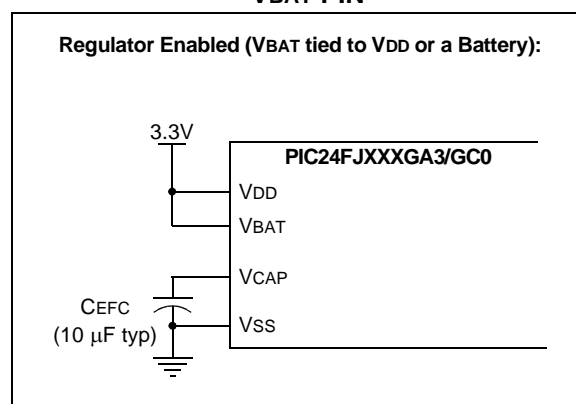 VBAT PIN
Regulator Enabled (VBAT tied to VDD or a Battery):
3.3V
PIC24FJXXXGA3/GC0
VDD
VBAT
VCAP
CEFC
(10 μF typ)
VSS